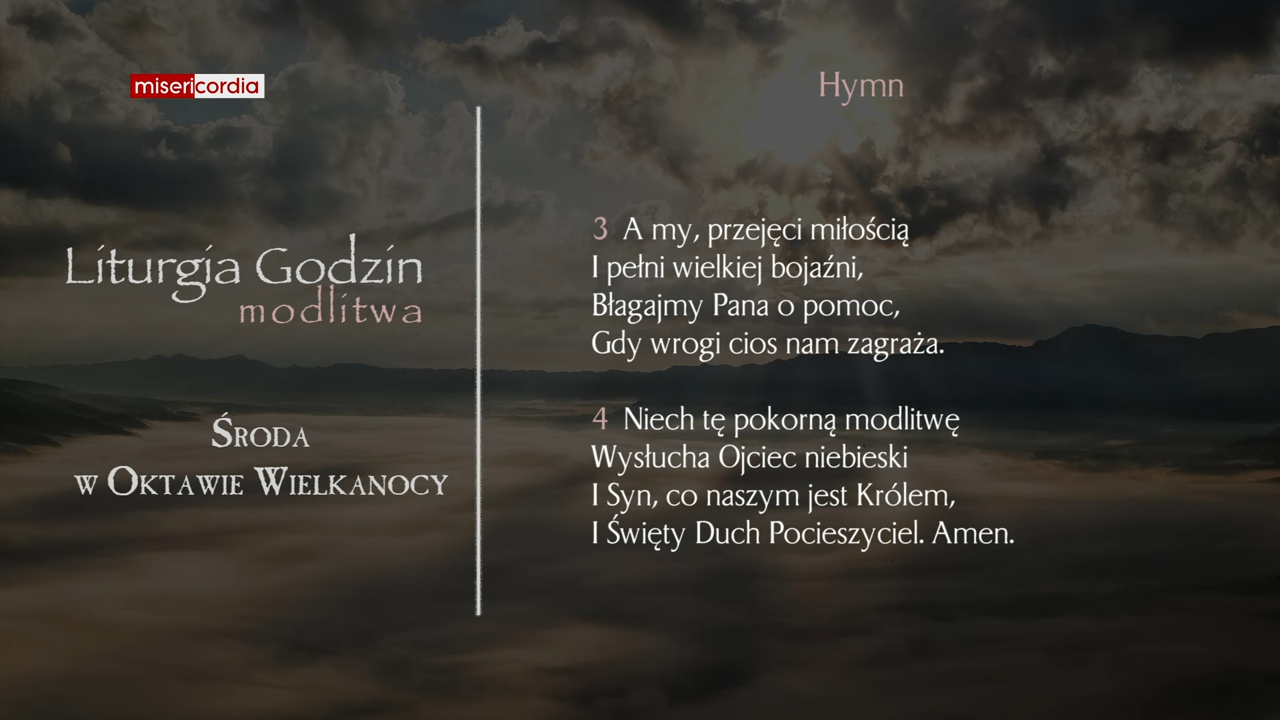 misericordia
Liturgia Godzin
modlitwa
Środa
w Oktawie Wielkanocy
Hymn
3 A my, przejęci miłością
I pełni wielkiej bojaźni,
Błagajmy Pana o pomoc,
Gdy wrogi cios nam zagraża.
4 Niech tę pokorną modlitwę
Wysłucha Ojciec niebieski
I Syn, co naszym jest Królem,
I Święty Duch Pocieszyciel. Amen.